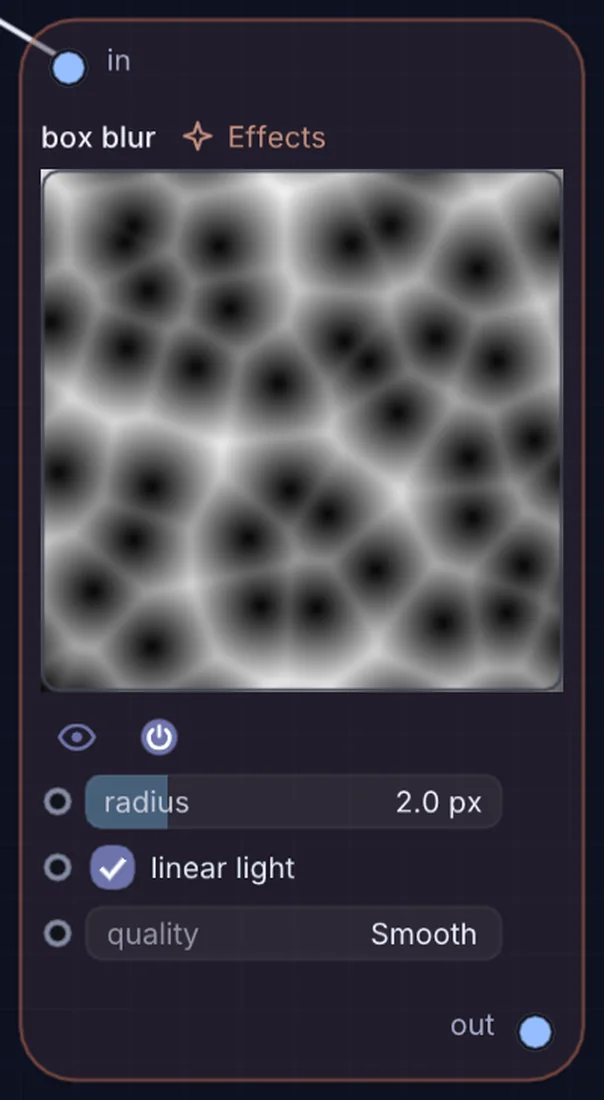 in
box blur Effects
radius 2.0 px
linear light
quality Smooth
out